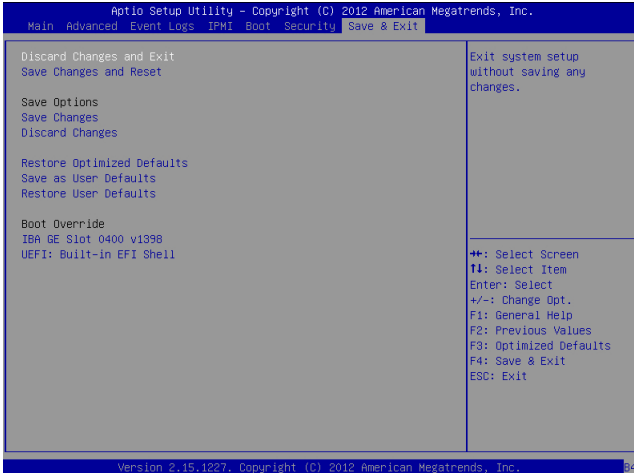 Aptio Setup Utility – Copyright (C) 2012 American Megatrends, Inc.
Main Advanced Event Logs IPMI Boot Security Save & Exit
Discard Changes and Exit
Save Changes and Reset
Save Options
Save Changes
Discard Changes
Restore Optimized Defaults
Save as User Defaults
Restore User Defaults
Boot Override
IBA GE Slot 0400 v1398
UEFI: Built-in EFI Shell
Exit system setup
without saving any
changes.
→←: Select Screen
↑↓: Select Item
Enter: Select
+/-: Change Opt.
F1: General Help
F2: Previous Values
F3: Optimized Defaults
F4: Save & Exit
ESC: Exit
Version 2.15.1227. Copyright (C) 2012 American Megatrends, Inc.